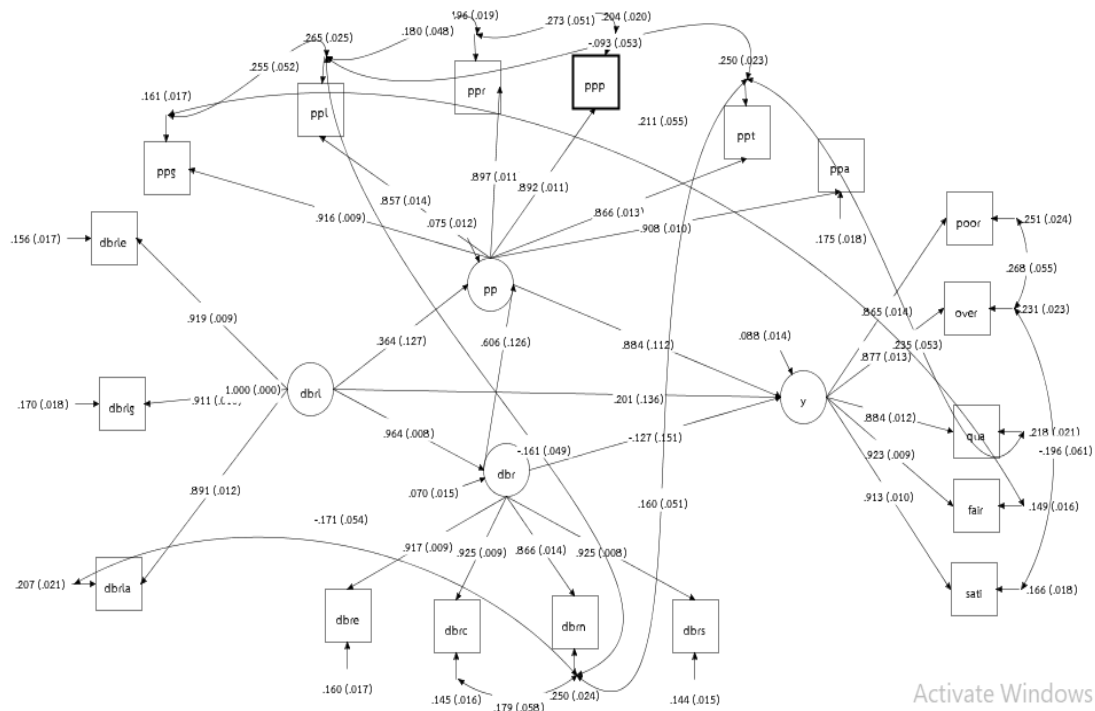 .204 (.020)
.273 (.051)
.180 (.048)
-.093 (.053)
.265 (.025)
.250 (.023)
.255 (.052)
.161 (.017)
ppl
ppr
ppp
ppt
.211 (.055)
ppg
ppa
.897 (.011
.892 (.011)
.857 (.014)
.866 (.013)
.916 (.009)
.075 (.012)
.908 (.010)
.175 (.018)
poor
.251 (.024)
dbrle
.156 (.017)
.268 (.055)
pp
over
.231 (.023)
.919 (.009)
.865 (.014)
.364 (.127)
.606 (.126)
.884 (.112)
.088 (.014)
.235 (.053)
.877 (.013)
1.000 (.000)
dbrl
.201 (.136)
y
.170 (.018)
dbrlg
.911
.884 (.012)
qua
.218 (.021)
.964 (.008)
-.127 (.151)
-.196 (.061)
-.161 (.049)
.923 (.009)
dbr
.891 (.012)
.070 (.015)
.913 (.010)
.160 (.051)
fair
.149 (.016)
-.171 (.054)
.917 (.009)
.925 (.009)
.866 (.014)
.925 (.008)
.207 (.021)
dbrla
sati
.166 (.018)
dbre
dbrc
dbrn
dbrs
.160 (.017)
.145 (.016)
.250 (.024)
.144 (.015)
.179 (.058)
Activate Windows